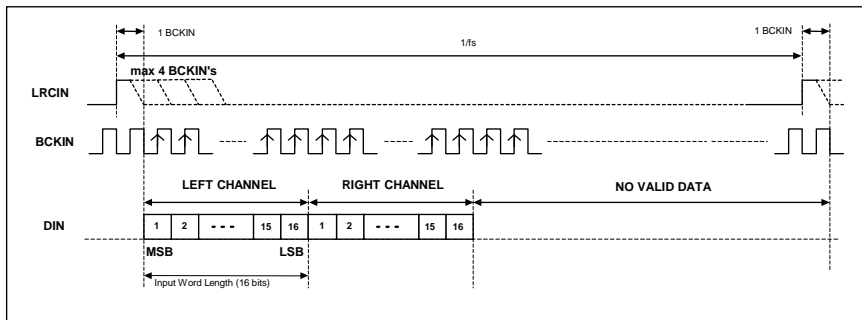 1 BCKIN
1/fs
1 BCKIN
max 4 BCKIN's
LRCIN
BCKIN
LEFT CHANNEL
RIGHT CHANNEL
NO VALID DATA
DIN
1 2 --- 15 16 1 2 --- 15 16
MSB
LSB
Input Word Length (16 bits)